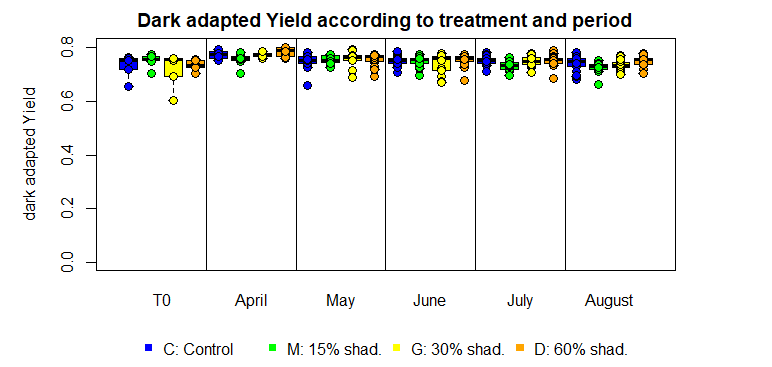 Dark adapted Yield according to treatment and period
dark adapted Yield
0.8
0.6
0.4
0.2
0.0
T0 April May June July August
C: Control M: 15% shad. G: 30% shad. D: 60% shad.